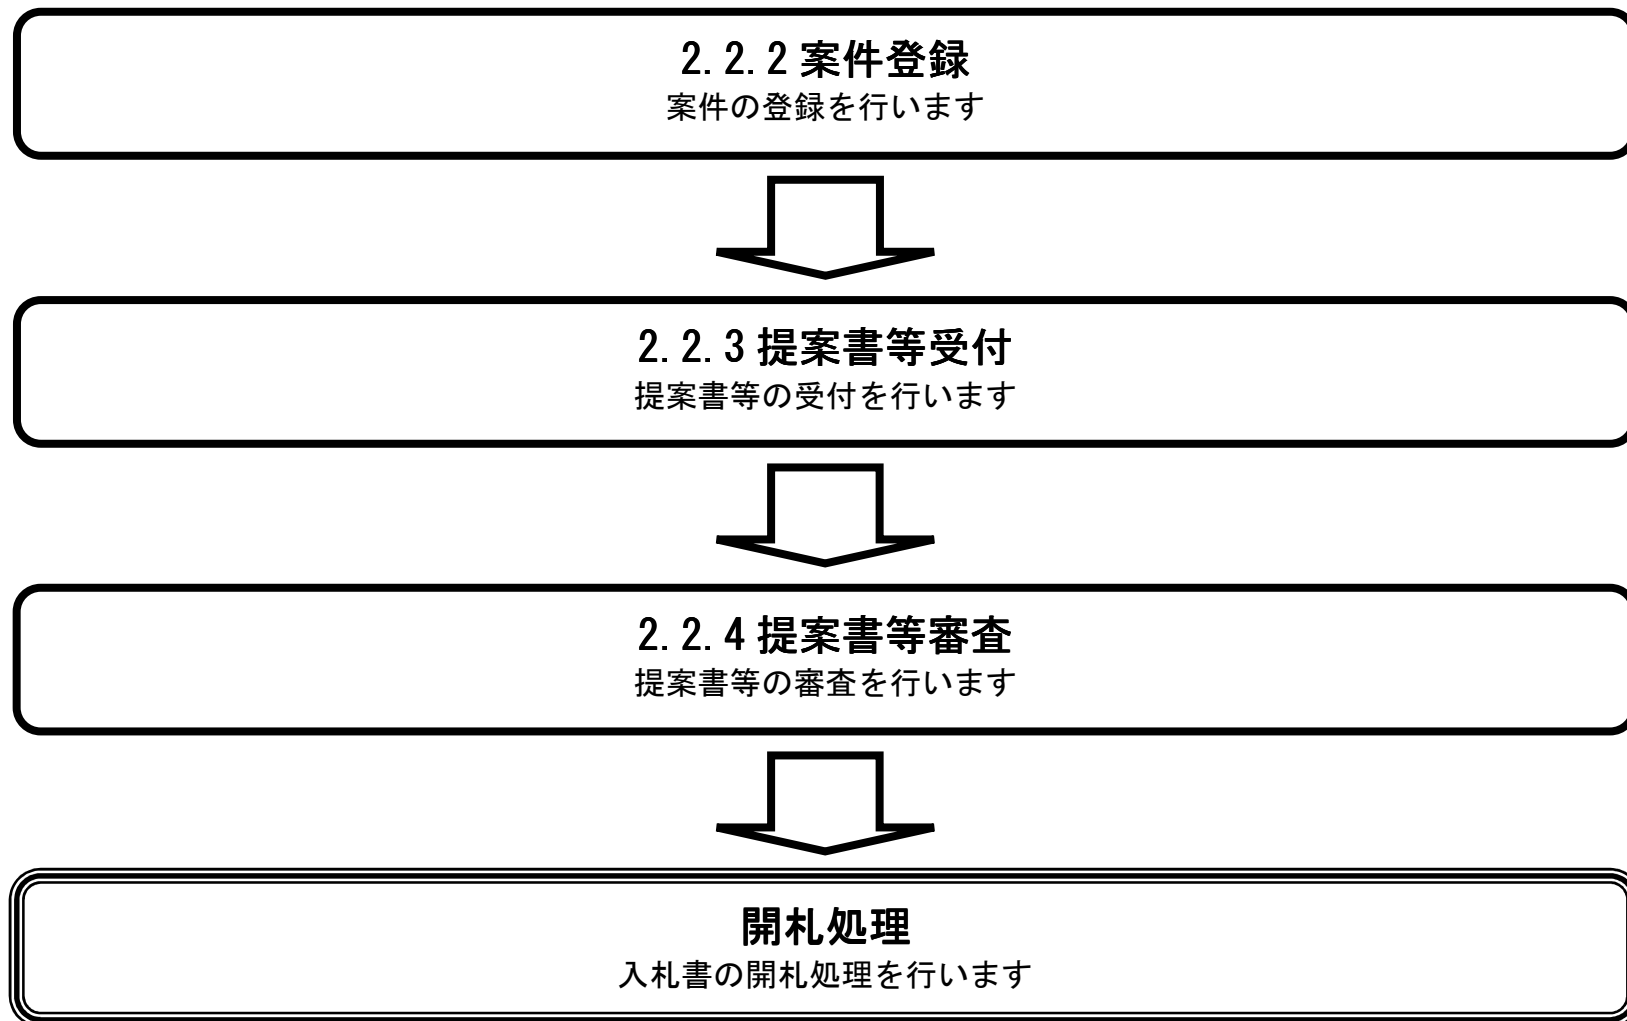 2.2.2 案件登録
案件の登録を行います
2.2.3 提案書等受付
提案書等の受付を行います
2.2.4 提案書等審査
提案書等の審査を行います
開札処理
入札書の開札処理を行います